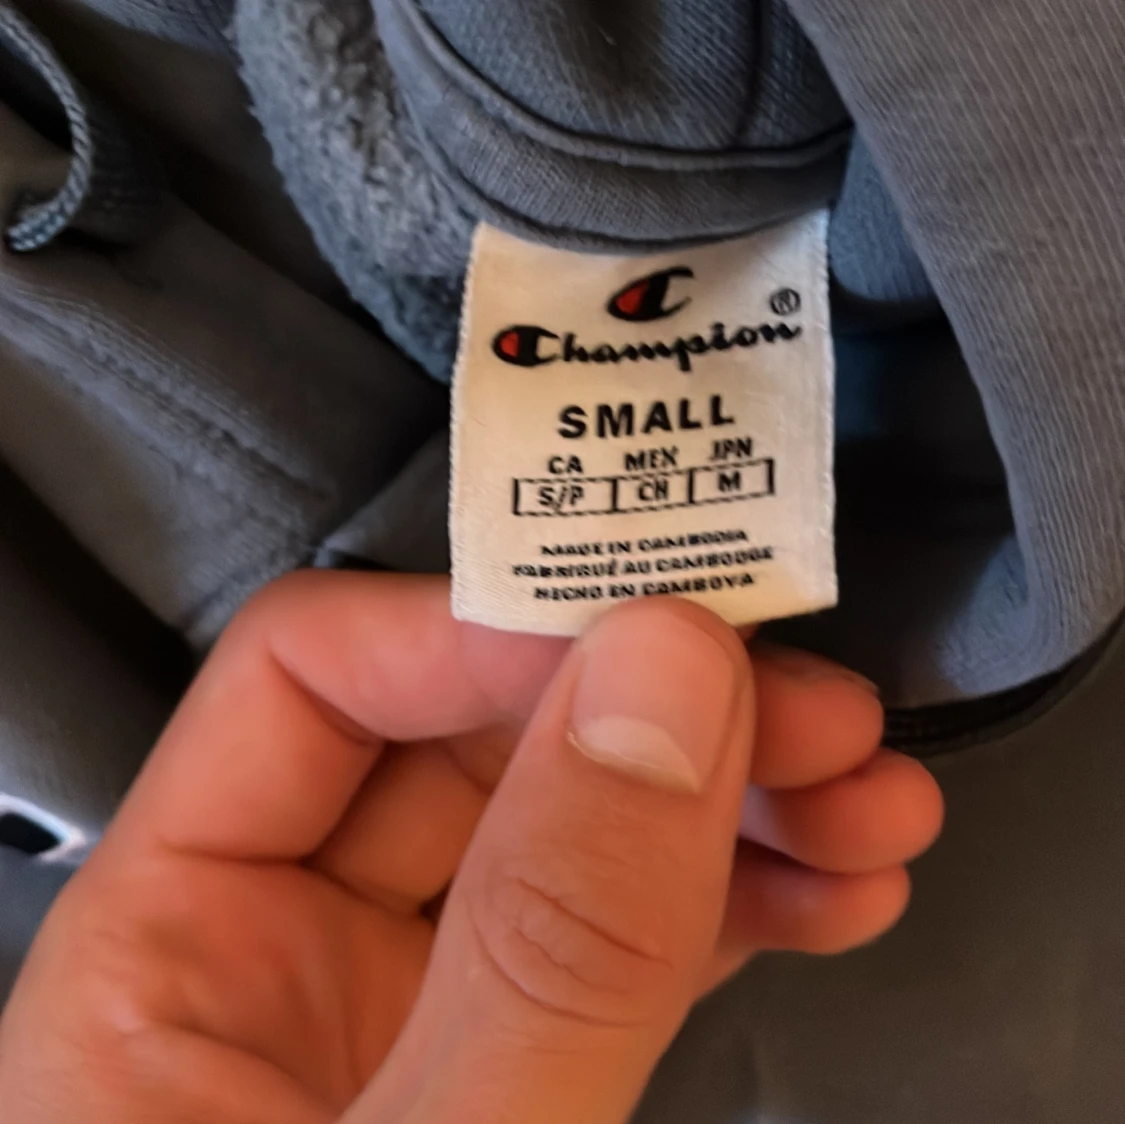 Champion®
SMALL
CA MEX JPN
S/P CH M
MADE IN CAMBODIA
FABRIQUÉ AU CAMBODGE
HECHO EN CAMBOYA